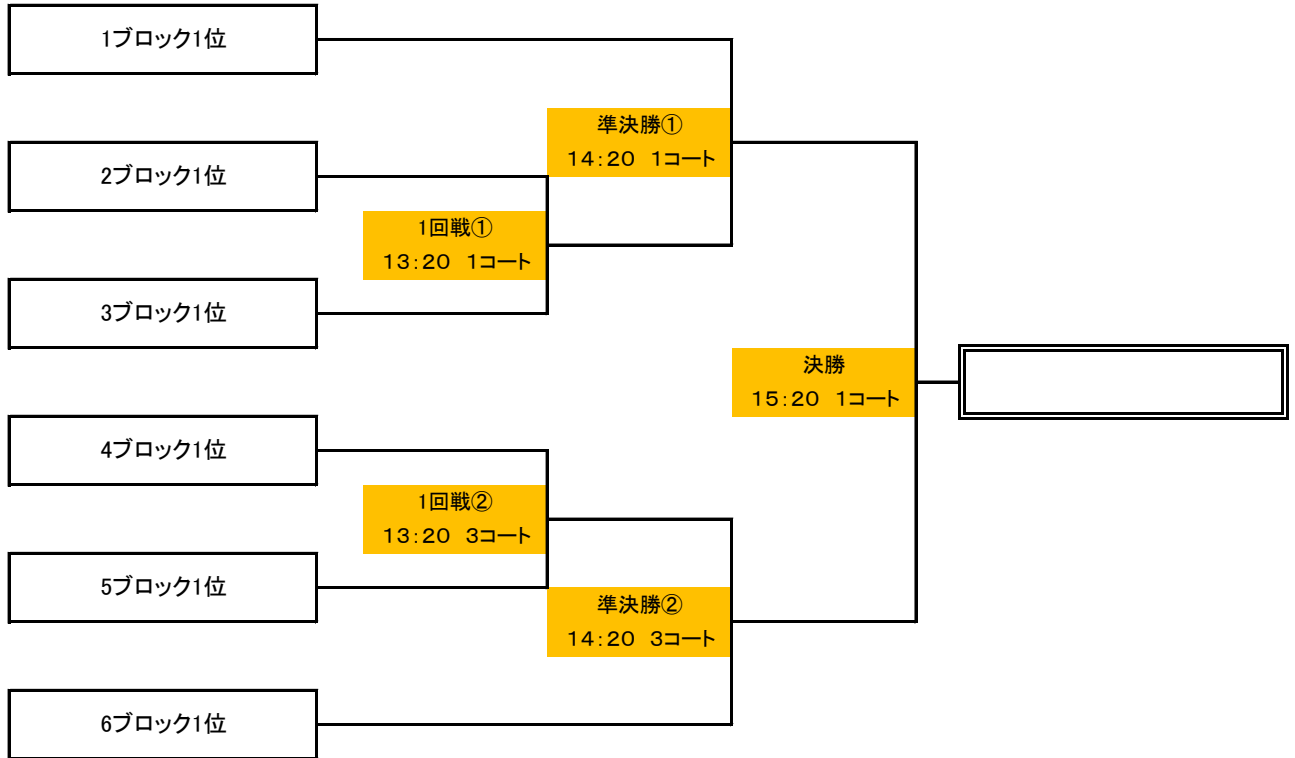 1ブロック1位
準決勝①
14:20 1コート
2ブロック1位
1回戦①
13:20 1コート
3ブロック1位
決勝
15:20 1コート
4ブロック1位
1回戦②
13:20 3コート
5ブロック1位
準決勝②
14:20 3コート
6ブロック1位